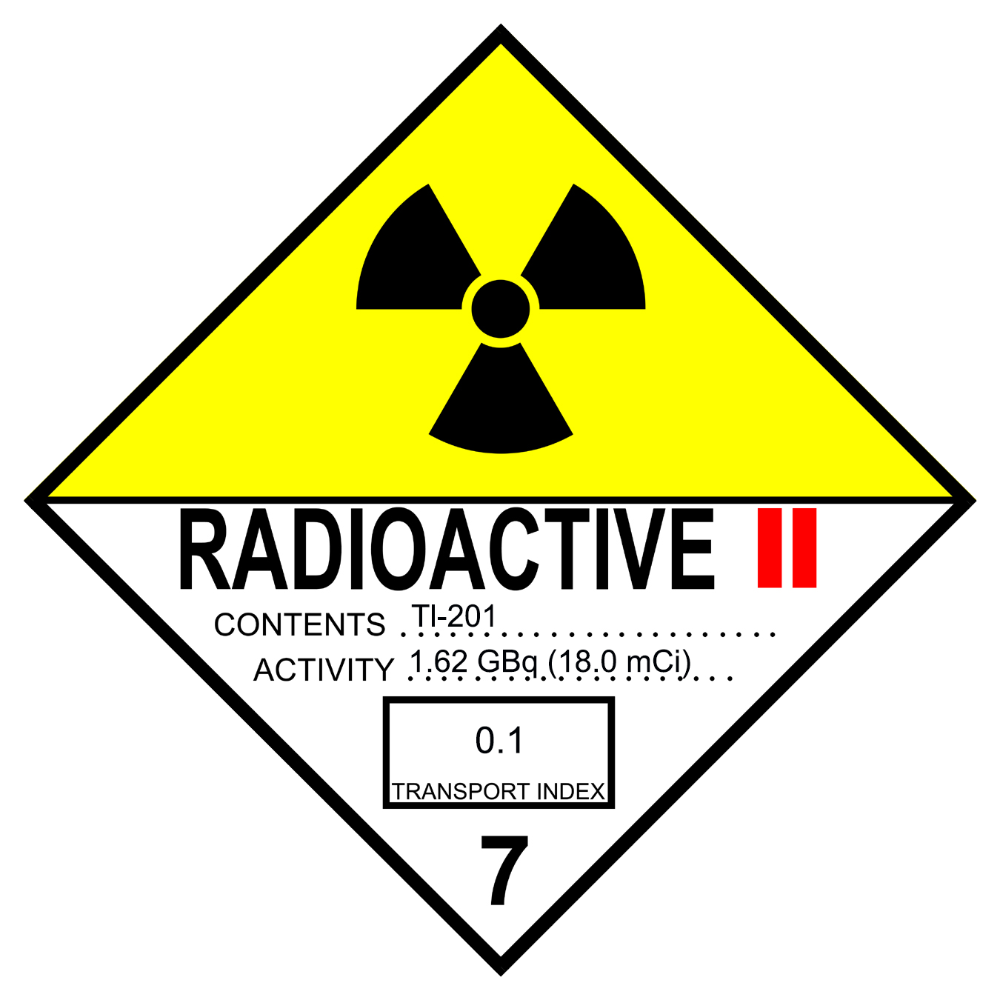 RADIOACTIVE II
CONTENTS ........................ Tl-201
ACTIVITY .................... 1.62 GBq (18.0 mCi)
0.1
TRANSPORT INDEX
7